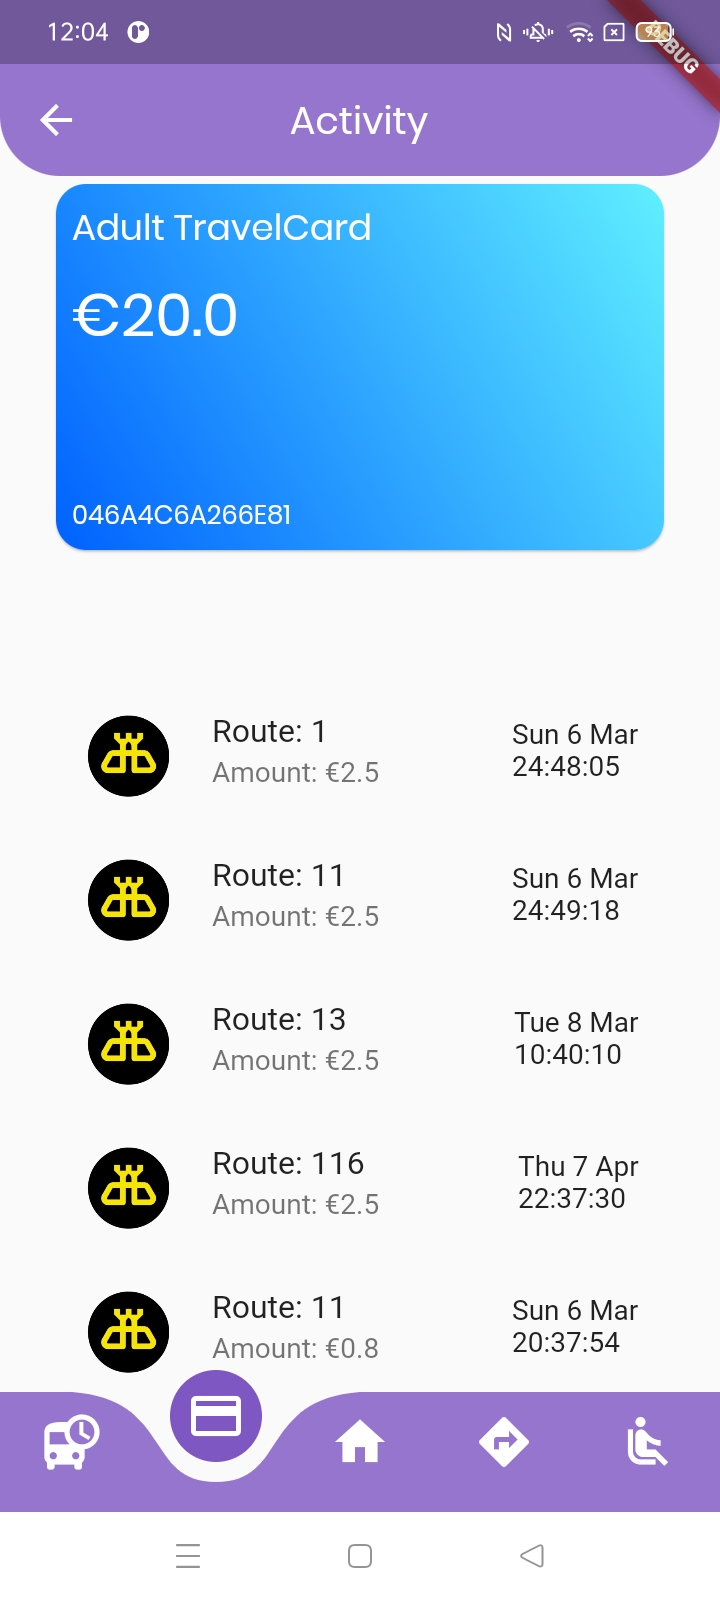 12:04
93
DEBUG
Activity
Adult TravelCard
€20.0
046A4C6A266E81
Route: 1
Amount: €2.5
Sun 6 Mar
24:48:05
Route: 11
Amount: €2.5
Sun 6 Mar
24:49:18
Route: 13
Amount: €2.5
Tue 8 Mar
10:40:10
Route: 116
Amount: €2.5
Thu 7 Apr
22:37:30
Route: 11
Amount: €0.8
Sun 6 Mar
20:37:54